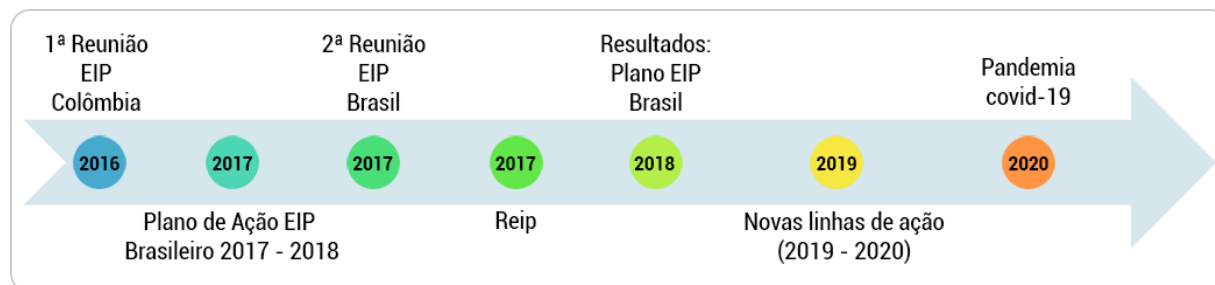 1ª Reunião
EIP
Colômbia
2ª Reunião
EIP
Brasil
Resultados:
Plano EIP
Brasil
Pandemia
covid-19
2016
2017
2017
2017
2018
2019
2020
Plano de Ação EIP
Brasileiro 2017 - 2018
Reip
Novas linhas de ação
(2019 - 2020)